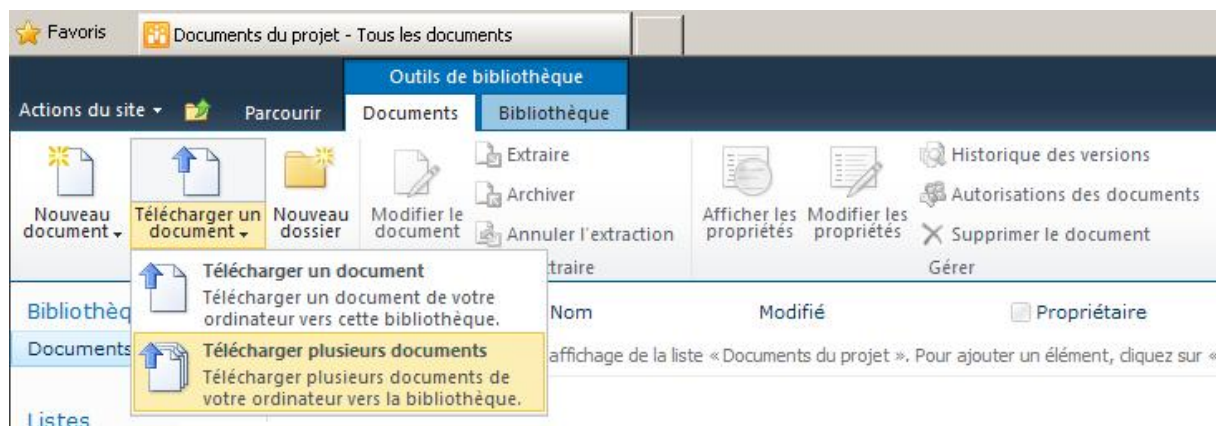 Favoris
Documents du projet - Tous les documents
Outils de bibliothèque
Actions du site
Parcourir
Documents
Bibliothèque
Nouveau
document
Télécharger un
document
Nouveau
dossier
Modifier le
document
Extraire
Archiver
Annuler l'extraction
Afficher les
propriétés
Modifier les
propriétés
Historique des versions
Autorisations des documents
Supprimer le document
Gérer
Télécharger un document
Télécharger un document de votre
ordinateur vers cette bibliothèque.
Télécharger plusieurs documents
Télécharger plusieurs documents de
votre ordinateur vers la bibliothèque.
Nom
Modifié
Propriétaire
Documents
affichage de la liste « Documents du projet ». Pour ajouter un élément, cliquez sur «
Listes